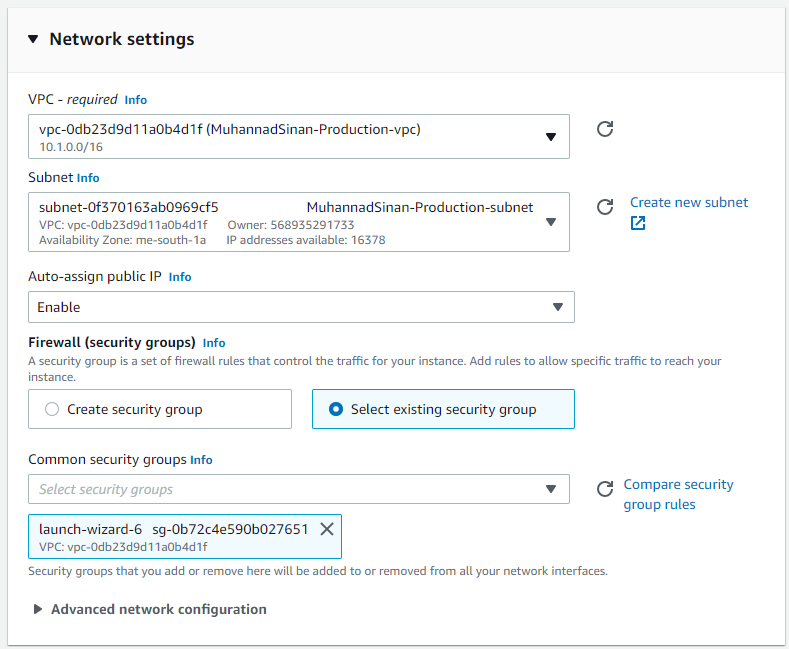 Network settings
VPC - required Info
vpc-0db23d9d11a0b4d1f (MuhannadSinan-Production-vpc)
10.1.0.0/16
Subnet Info
subnet-0f370163ab0969cf5 MuhannadSinan-Production-subnet
VPC: vpc-0db23d9d11a0b4d1f Owner: 568935291733
Availability Zone: me-south-1a IP addresses available: 16378
Create new subnet
Auto-assign public IP Info
Enable
Firewall (security groups) Info
A security group is a set of firewall rules that control the traffic for your instance. Add rules to allow specific traffic to reach your
instance.
Create security group
Select existing security group
Common security groups Info
Select security groups
Compare security
group rules
launch-wizard-6 sg-0b72c4e590b027651
VPC: vpc-0db23d9d11a0b4d1f
Security groups that you add or remove here will be added to or removed from all your network interfaces.
Advanced network configuration